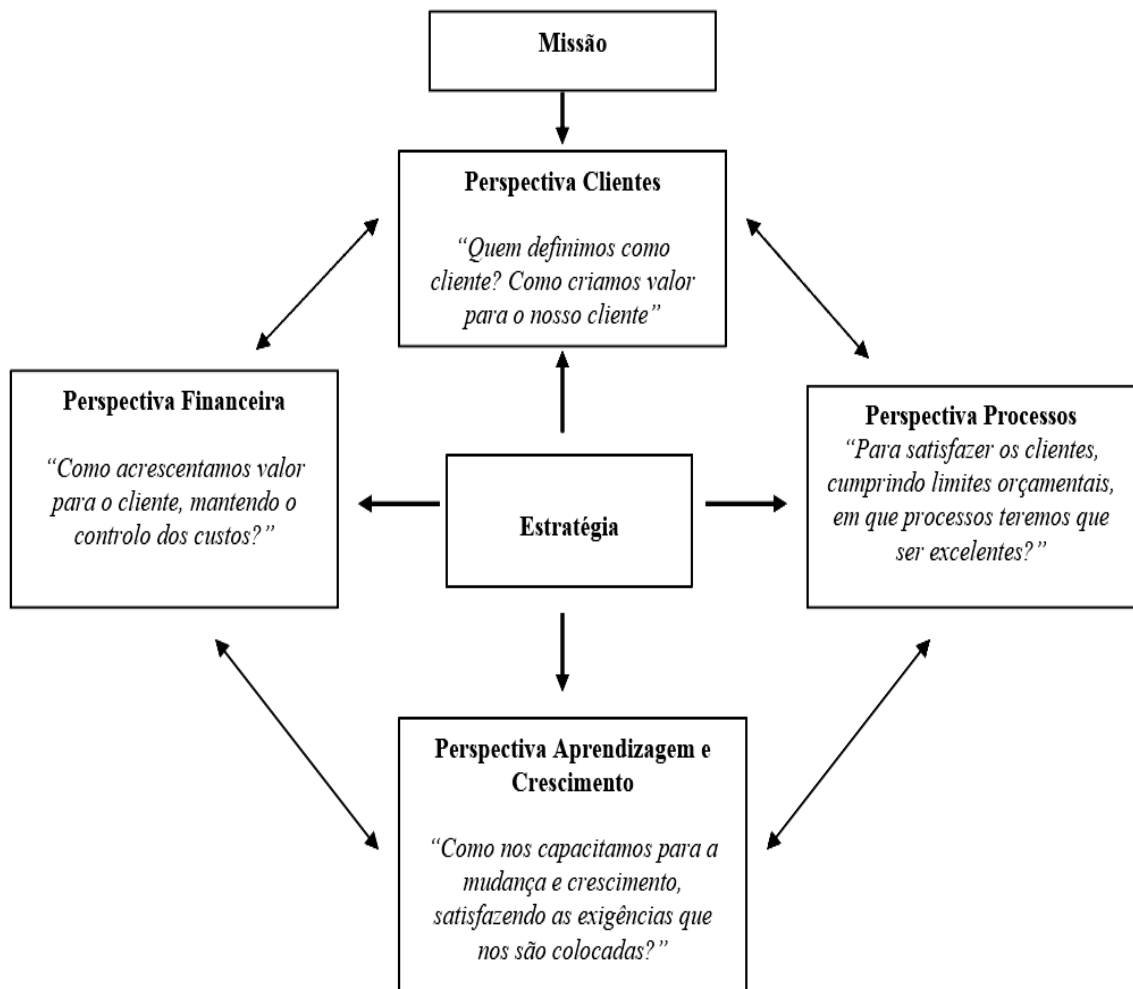 Missão
Perspectiva Clientes
“Quem definimos como
cliente? Como criamos valor
para o nosso cliente”
Perspectiva Financeira
“Como acrescentamos valor
para o cliente, mantendo o
controlo dos custos?”
Estratégia
Perspectiva Processos
“Para satisfazer os clientes,
cumprindo limites orçamentais,
em que processos teremos que
ser excelentes?”
Perspectiva Aprendizagem e
Crescimento
“Como nos capacitamos para a
mudança e crescimento,
satisfazendo as exigências que
nos são colocadas?”